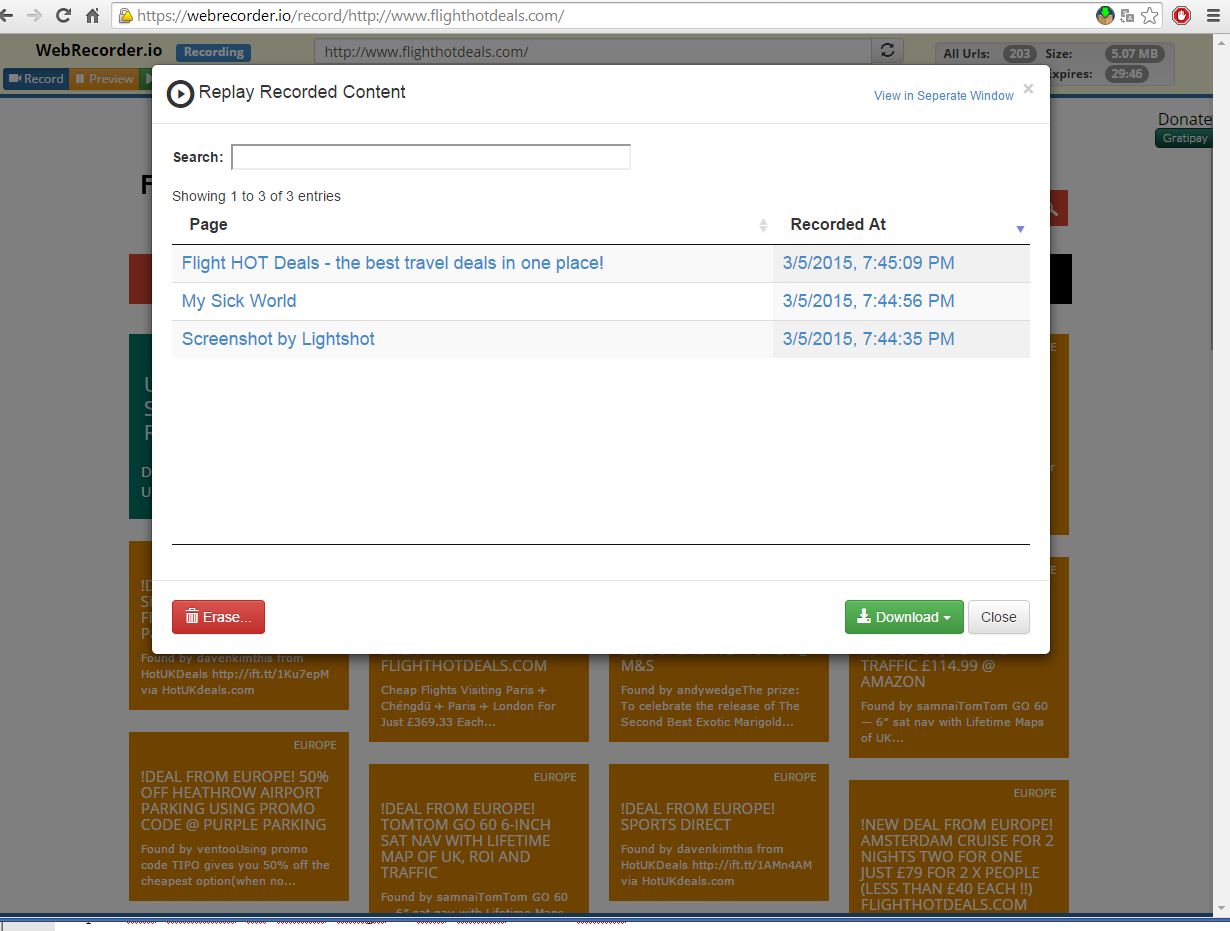 https://webrecorder.io/record/http://www.flighthotdeals.com/
WebRecorder.io Recording http://www.flighthotdeals.com/ All Urls: 203 Size: 5.07 MB
Record Preview Expires: 29:46
Replay Recorded Content View in Seperate Window ×
Donate
Gratipay
Search:
Showing 1 to 3 of 3 entries
Page Recorded At
Flight HOT Deals - the best travel deals in one place! 3/5/2015, 7:45:09 PM
My Sick World 3/5/2015, 7:44:56 PM
Screenshot by Lightshot 3/5/2015, 7:44:35 PM
Erase... Download Close
Found by davenkimthis from
HotUKDeals http://ift.tt/1Ku7epM
via HotUKdeals.com
FLIGHTHOTDEALS.COM
Cheap Flights Visiting Paris ✈
Chéngdū ✈ Paris ✈ London For
Just £369.33 Each...
M&S
Found by andywedgeThe prize:
To celebrate the release of The
Second Best Exotic Marigold...
TRAFFIC £114.99 @
AMAZON
Found by samnaiTomTom GO 60
— 6” sat nav with Lifetime Maps
of UK...
EUROPE
!DEAL FROM EUROPE! 50%
OFF HEATHROW AIRPORT
PARKING USING PROMO
CODE @ PURPLE PARKING
Found by ventooUsing promo
code TIPO gives you 50% off the
cheapest option(when no...
EUROPE
!DEAL FROM EUROPE!
TOMTOM GO 60 6-INCH
SAT NAV WITH LIFETIME
MAP OF UK, ROI AND
TRAFFIC
Found by samnaiTomTom GO 60
— 6” sat nav with Lifetime Maps
EUROPE
!DEAL FROM EUROPE!
SPORTS DIRECT
Found by davenkimthis from
HotUKDeals http://ift.tt/1AMn4AM
via HotUKdeals.com
EUROPE
!NEW DEAL FROM EUROPE!
AMSTERDAM CRUISE FOR 2
NIGHTS TWO FOR ONE
JUST £79 FOR 2 X PEOPLE
(LESS THAN £40 EACH !!)
FLIGHTHOTDEALS.COM